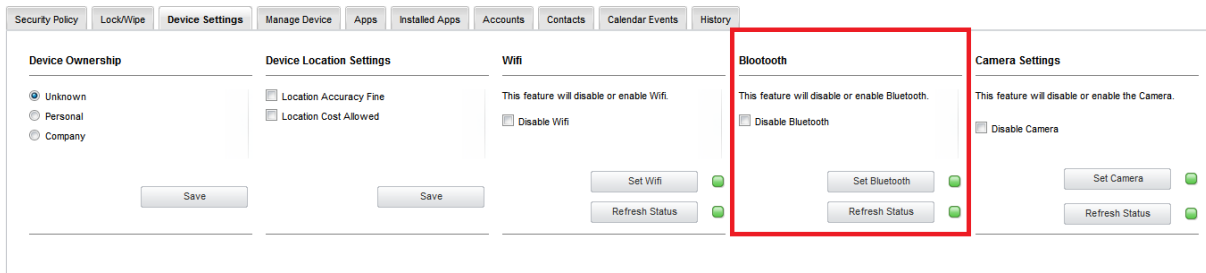 Security Policy
Lock/Wipe
Device Settings
Manage Device
Apps
Installed Apps
Accounts
Contacts
Calendar Events
History
Device Ownership
Unknown
Personal
Company
Save
Device Location Settings
Location Accuracy Fine
Location Cost Allowed
Save
Wifi
This feature will disable or enable Wifi.
Disable Wifi
Set Wifi
Refresh Status
Blootooth
This feature will disable or enable Bluetooth.
Disable Bluetooth
Set Bluetooth
Refresh Status
Camera Settings
This feature will disable or enable the Camera.
Disable Camera
Set Camera
Refresh Status